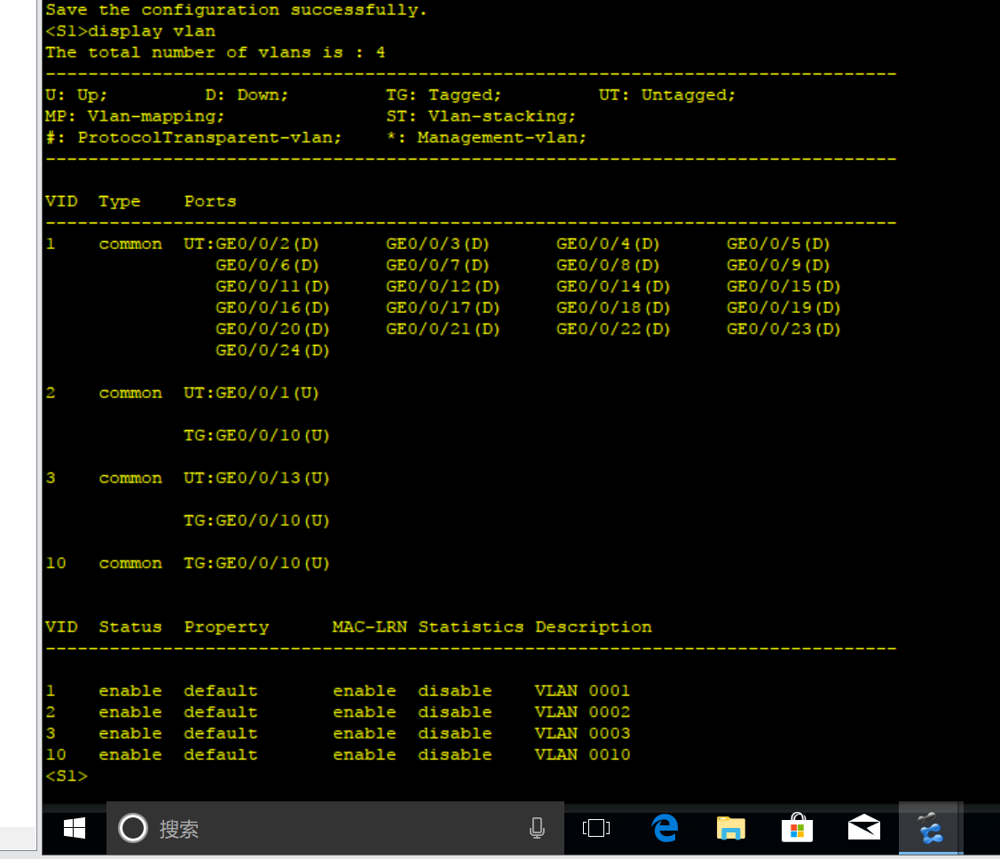 Save the configuration successfully.
<S1>display vlan
The total number of vlans is : 4
--------------------------------------------------------------------------------
U: Up;         D: Down;         TG: Tagged;         UT: Untagged;
MP: Vlan-mapping;               ST: Vlan-stacking;
#: ProtocolTransparent-vlan;    *: Management-vlan;
--------------------------------------------------------------------------------
VID  Type    Ports
--------------------------------------------------------------------------------
1    common  UT:GE0/0/2(D)      GE0/0/3(D)      GE0/0/4(D)      GE0/0/5(D)
                GE0/0/6(D)      GE0/0/7(D)      GE0/0/8(D)      GE0/0/9(D)
                GE0/0/11(D)     GE0/0/12(D)     GE0/0/14(D)     GE0/0/15(D)
                GE0/0/16(D)     GE0/0/17(D)     GE0/0/18(D)     GE0/0/19(D)
                GE0/0/20(D)     GE0/0/21(D)     GE0/0/22(D)     GE0/0/23(D)
                GE0/0/24(D)
2    common  UT:GE0/0/1(U)
             TG:GE0/0/10(U)
3    common  UT:GE0/0/13(U)
             TG:GE0/0/10(U)
10   common  TG:GE0/0/10(U)
VID  Status  Property      MAC-LRN Statistics Description
--------------------------------------------------------------------------------
1    enable  default       enable  disable    VLAN 0001
2    enable  default       enable  disable    VLAN 0002
3    enable  default       enable  disable    VLAN 0003
10   enable  default       enable  disable    VLAN 0010
<S1>
搜索